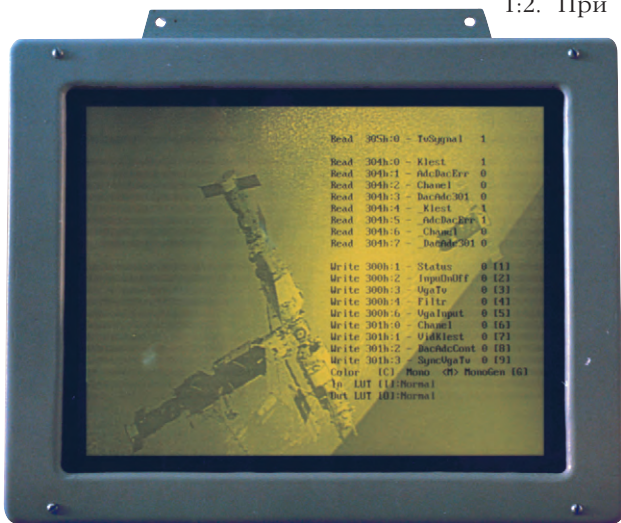 1:2. При
Read 305h:0 - TvSygnal 1
Read 304h:0 - Klest 1
Read 304h:1 - AdcDacErr 0
Read 304h:2 - Chanel 0
Read 304h:3 - DacAdc301 0
Read 304h:4 - _Klest 1
Read 304h:5 - _AdcDacErr 1
Read 304h:6 - _Chanel 0
Read 304h:7 - _DacAdc301 0
Write 300h:1 - Status 0 [1]
Write 300h:2 - InpuOnOff 0 [2]
Write 300h:3 - VgaTv 0 [3]
Write 300h:4 - Filtr 0 [4]
Write 300h:6 - VgaInput 0 [5]
Write 301h:0 - Chanel 0 [6]
Write 301h:1 - VidKlest 0 [7]
Write 301h:2 - DacAdcCont 0 [8]
Write 301h:3 - SyncVgaTv 0 [9]
Color [C] Mono <M> MonoGen [G]
In LUT [I]:Normal
Out LUT [O]:Normal